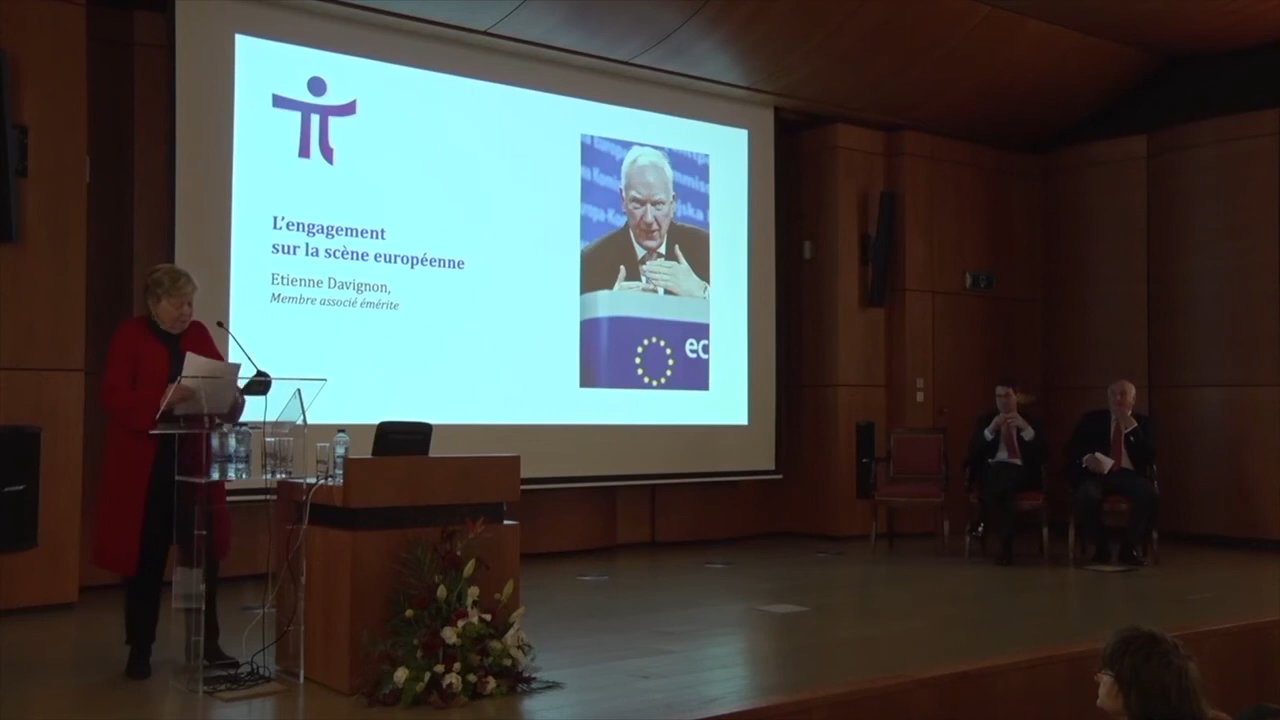 L'engagement
sur la scène européenne
Etienne Davignon,
Membre associé émérite
ec